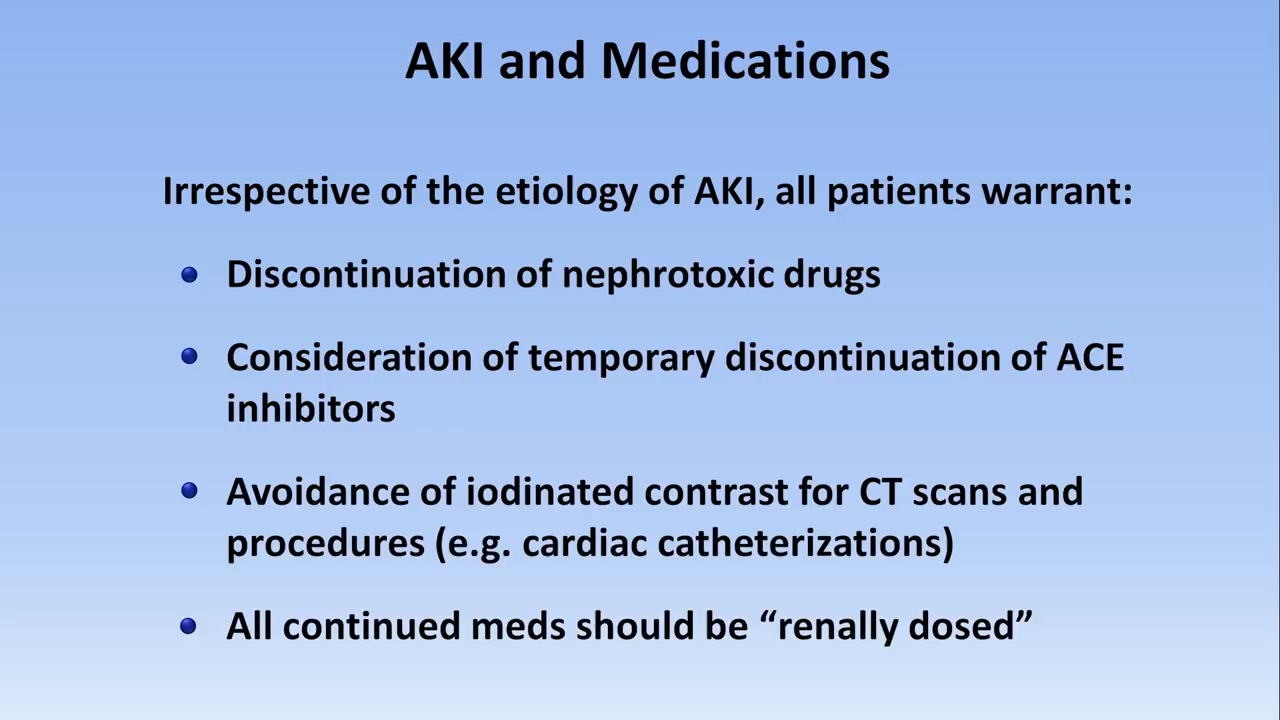 AKI and Medications
Irrespective of the etiology of AKI, all patients warrant:
Discontinuation of nephrotoxic drugs
Consideration of temporary discontinuation of ACE
inhibitors
Avoidance of iodinated contrast for CT scans and
procedures (e.g. cardiac catheterizations)
All continued meds should be “renally dosed”